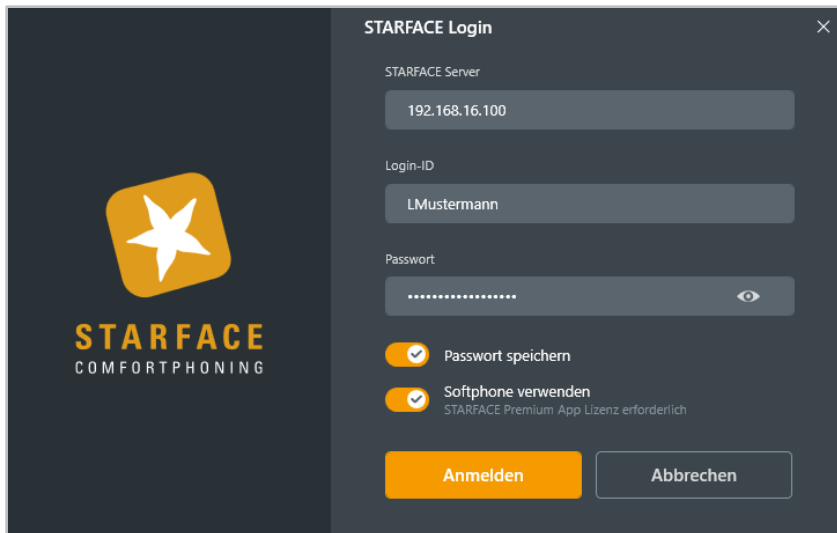 STARFACE
COMFORTPHONING
STARFACE Login
STARFACE Server
192.168.16.100
Login-ID
LMustermann
Passwort
••••••••••••••••••
Passwort speichern
Softphone verwenden
STARFACE Premium App Lizenz erforderlich
Anmelden
Abbrechen